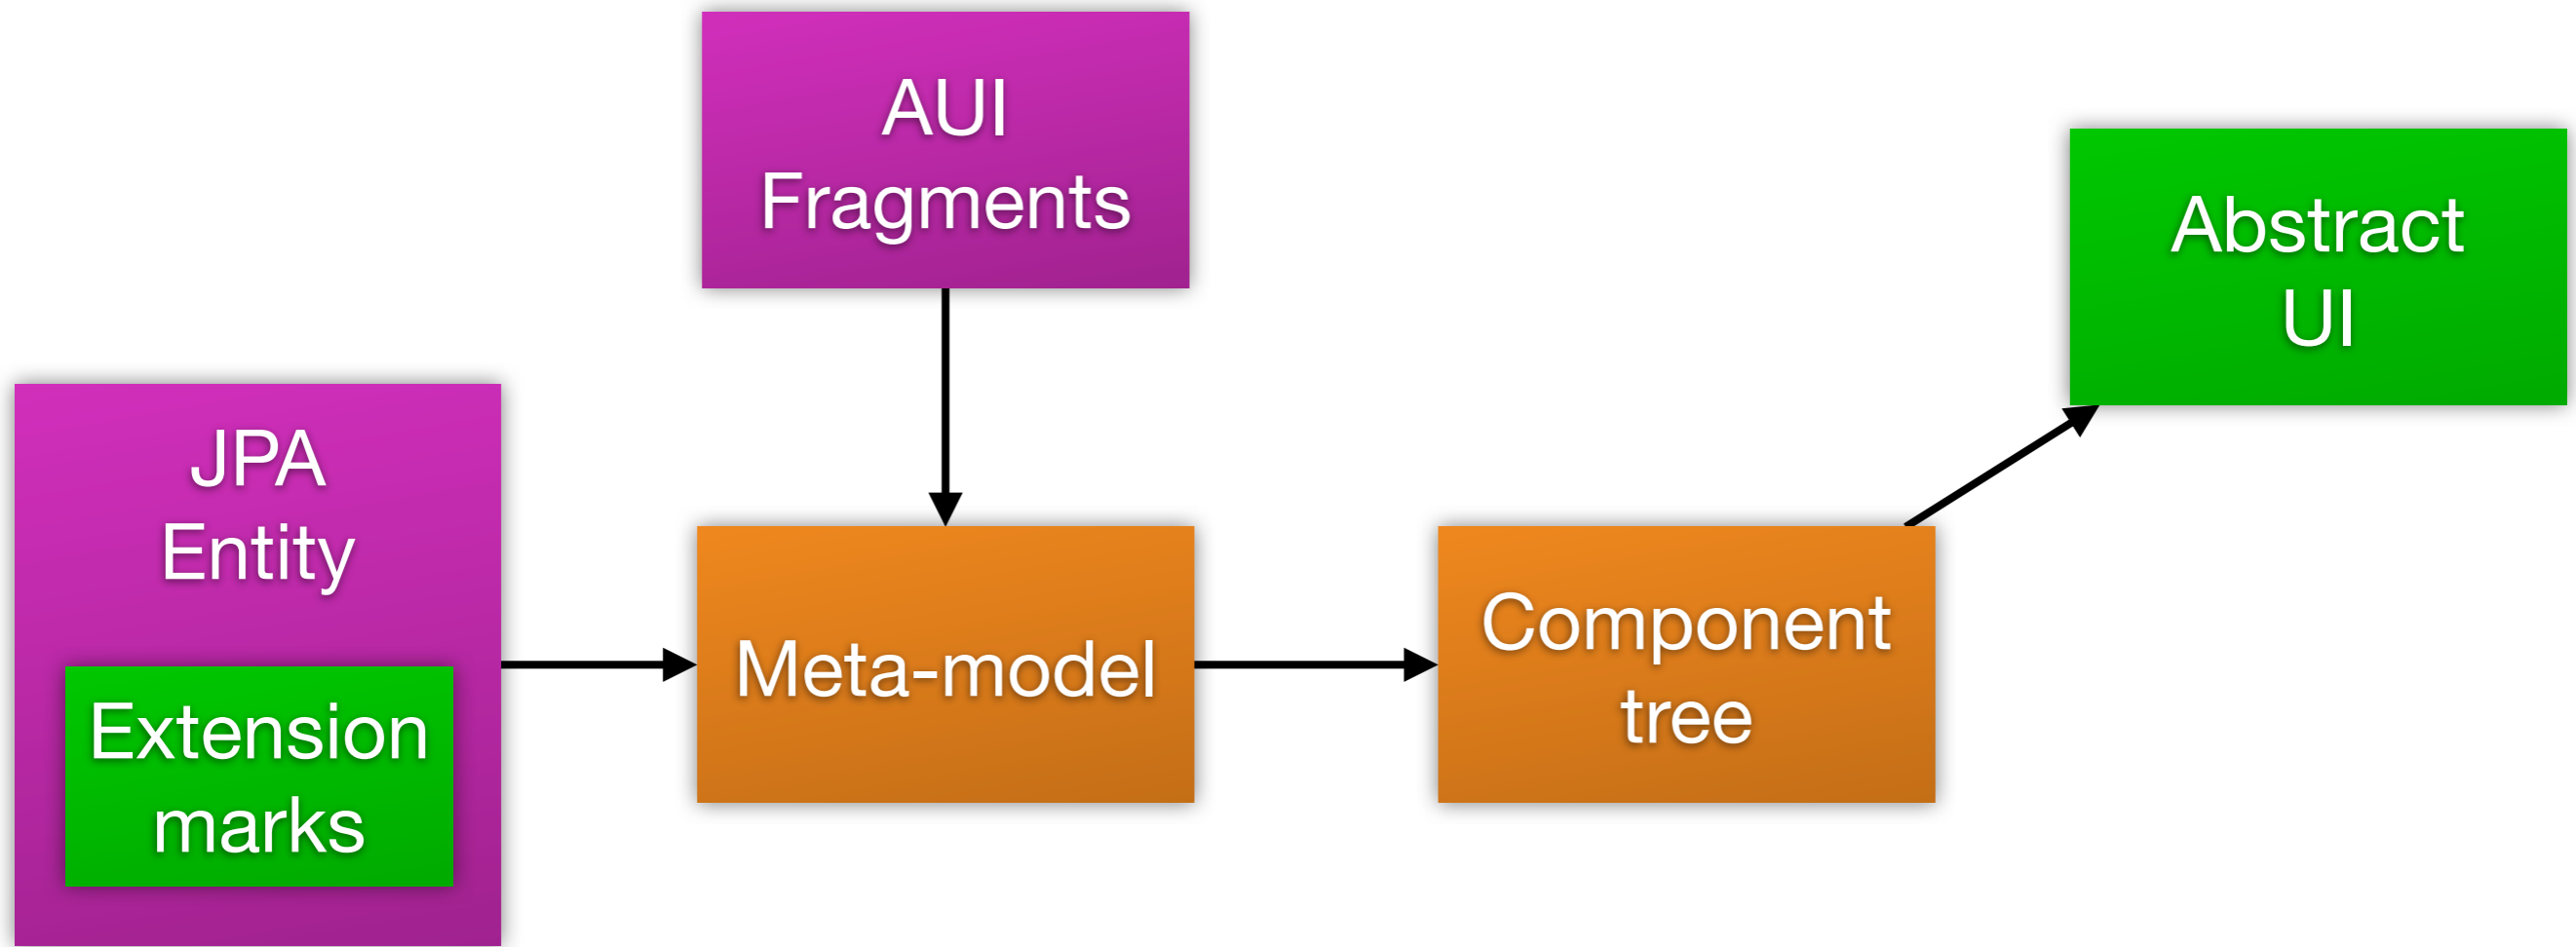 AUI
Fragments
Abstract
UI
JPA
Entity
Extension
marks
Meta-model
Component
tree